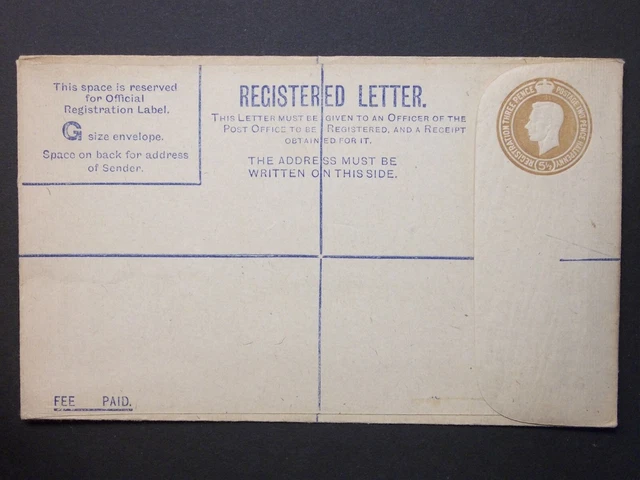 This space is reserved
for Official
Registration Label.
G size envelope.
Space on back for address
of Sender.
REGISTERED LETTER.
THIS LETTER MUST BE GIVEN TO AN OFFICER OF THE
POST OFFICE TO BE REGISTERED, AND A RECEIPT
OBTAINED FOR IT.
THE ADDRESS MUST BE
WRITTEN ON THIS SIDE.
REGISTRATION THREE PENCE
POSTAGE TWO PENCE HALFPENNY
5½D
FEE PAID.